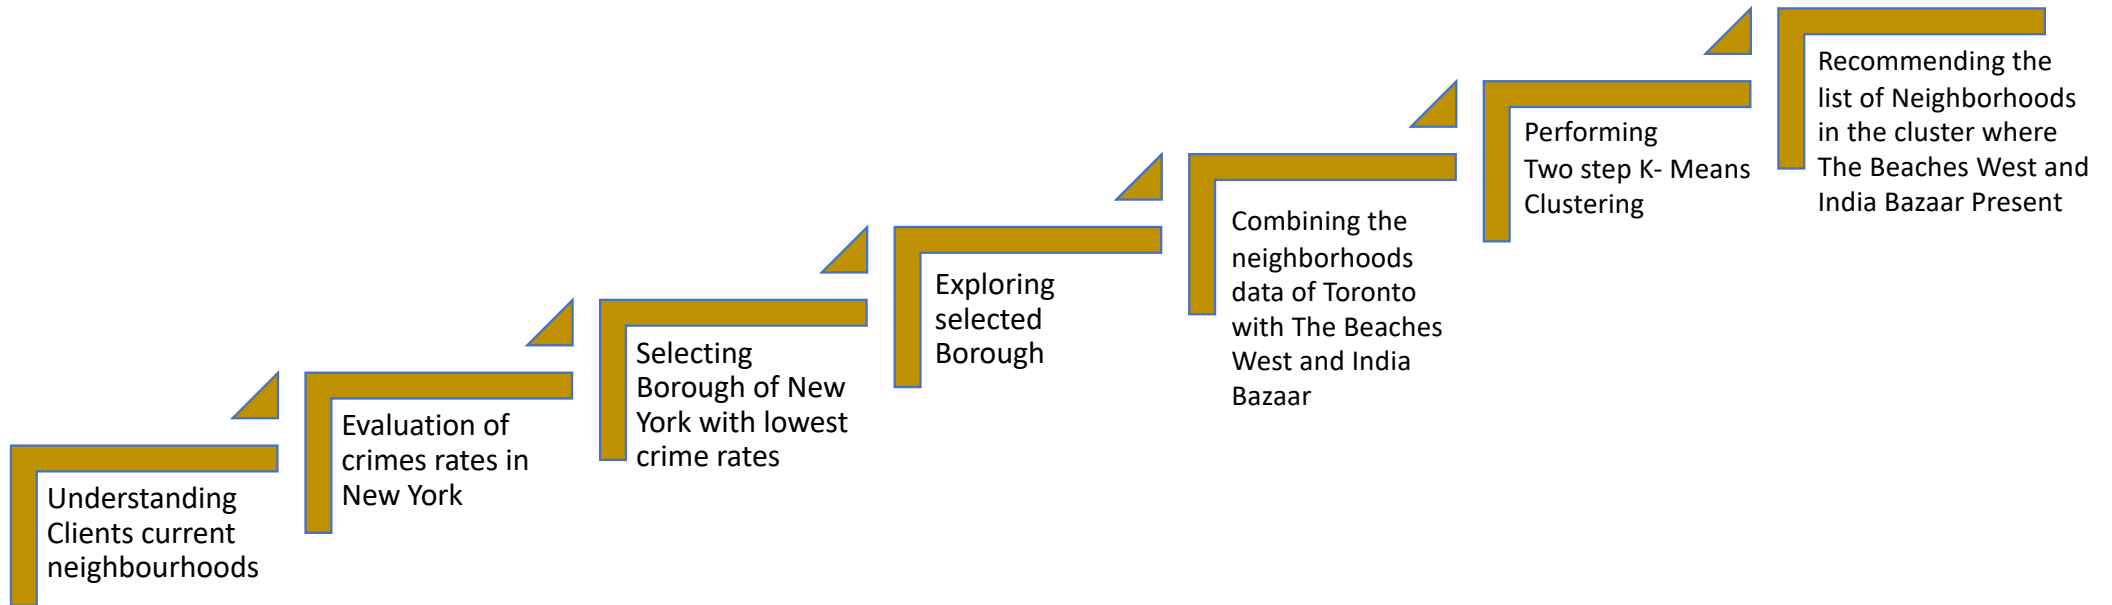 Understanding
Clients current
neighbourhoods
Evaluation of
crimes rates in
New York
Selecting
Borough of New
York with lowest
crime rates
Exploring
selected
Borough
Combining the
neighborhoods
data of Toronto
with The Beaches
West and India
Bazaar
Performing
Two step K- Means
Clustering
Recommending the
list of Neighborhoods
in the cluster where
The Beaches West and
India Bazaar Present